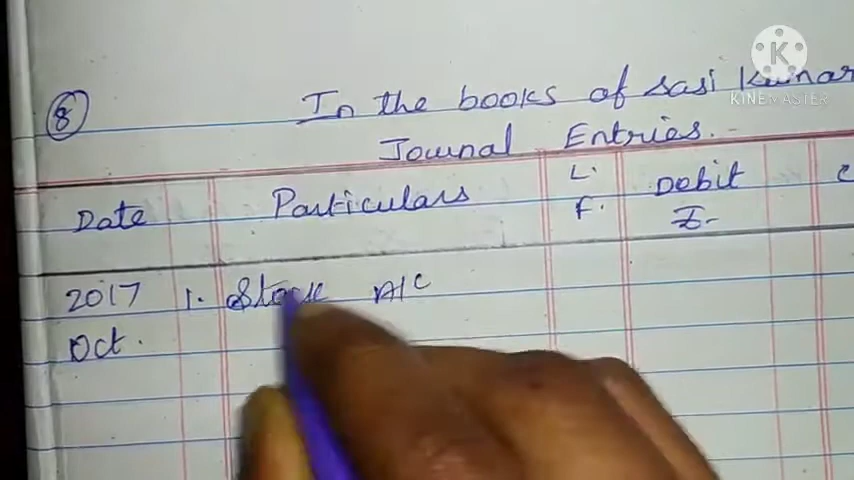 K
KINEMASTER
8 In the books of Sasi Kumar
Journal Entries.
Date Particulars L. F. Debit ₹
2017 1. Stock A/C
Oct.